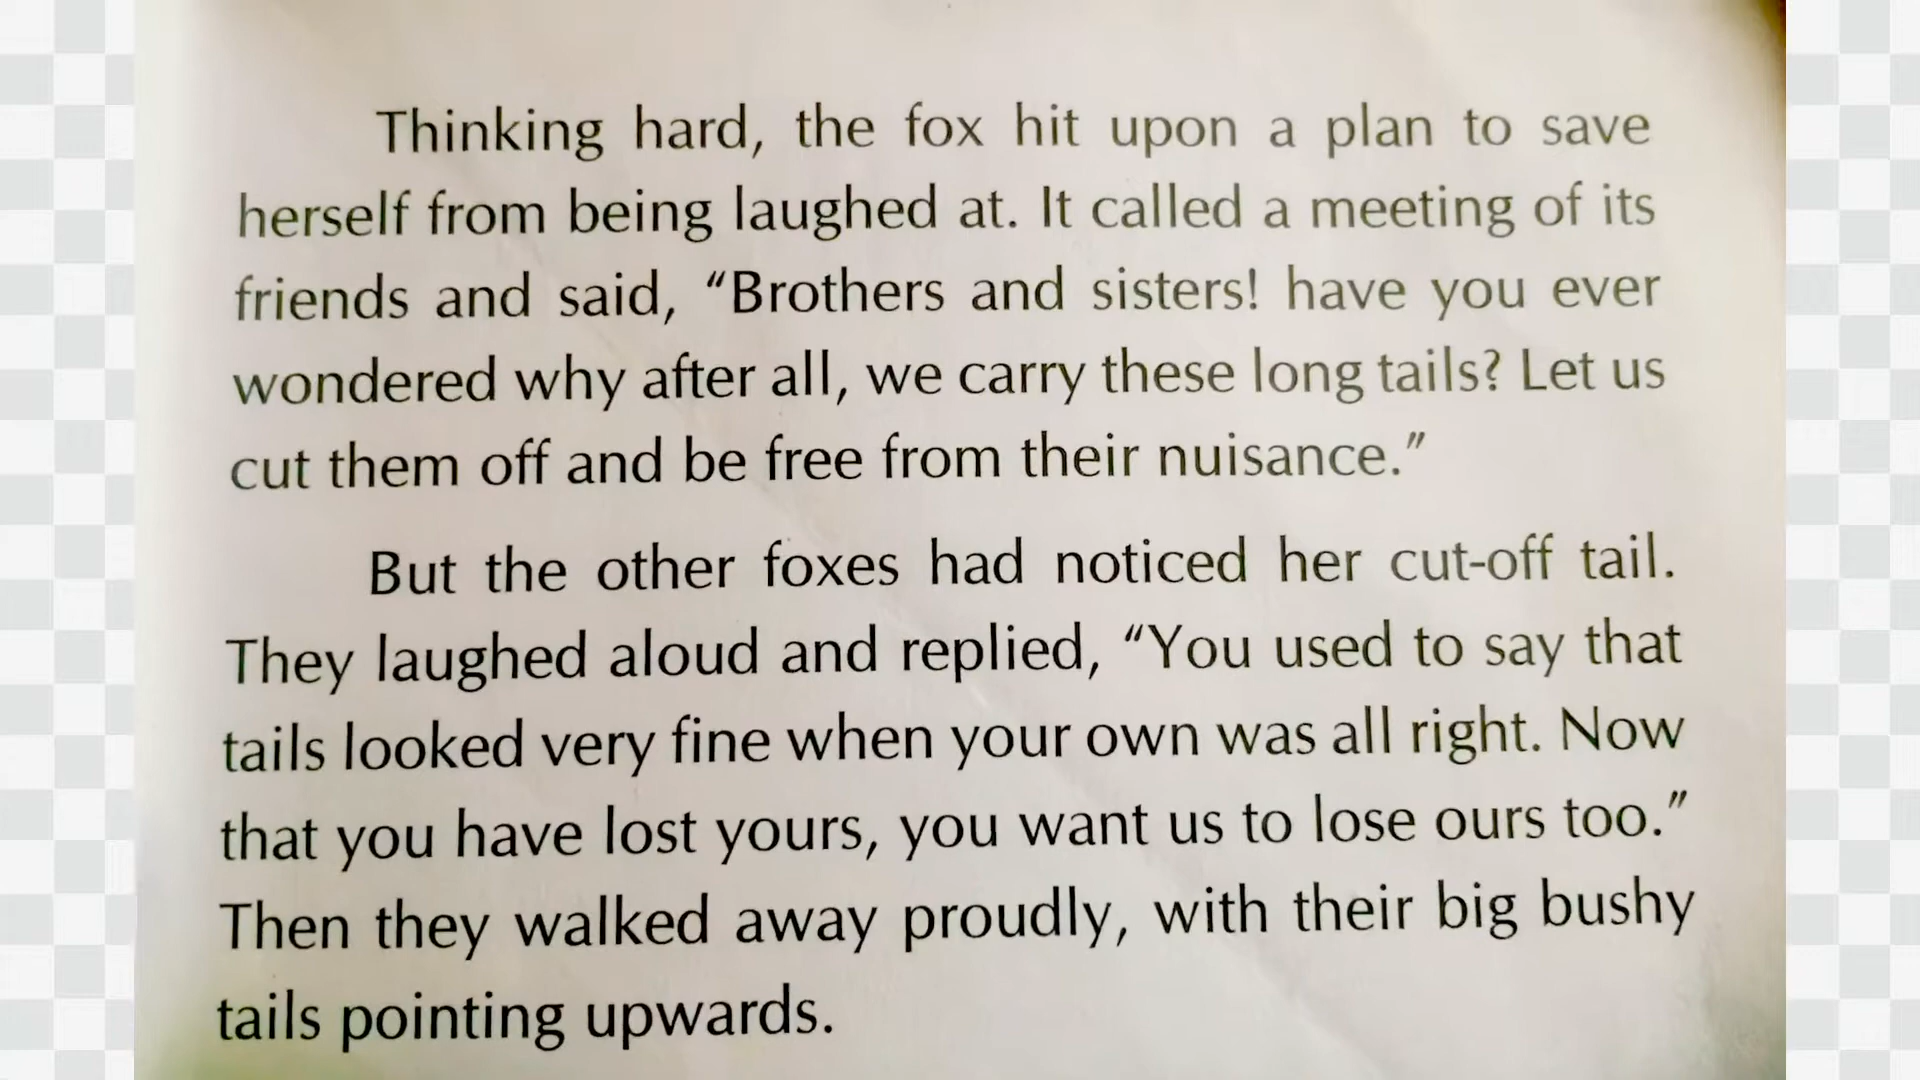 Thinking hard, the fox hit upon a plan to save
herself from being laughed at. It called a meeting of its
friends and said, “Brothers and sisters! have you ever
wondered why after all, we carry these long tails? Let us
cut them off and be free from their nuisance.”
But the other foxes had noticed her cut-off tail.
They laughed aloud and replied, “You used to say that
tails looked very fine when your own was all right. Now
that you have lost yours, you want us to lose ours too.”
Then they walked away proudly, with their big bushy
tails pointing upwards.